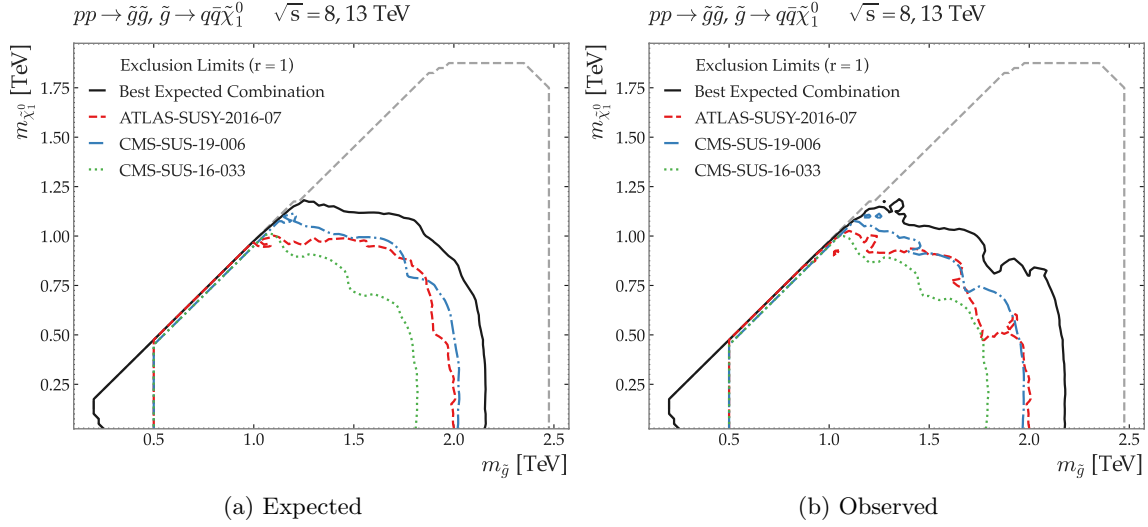 pp → g̃g̃, g̃ → qq̄χ̃₁⁰ √s = 8, 13 TeV
m_χ̃₁⁰ [TeV]
Exclusion Limits (r = 1)
Best Expected Combination
ATLAS-SUSY-2016-07
CMS-SUS-19-006
CMS-SUS-16-033
1.75
1.50
1.25
1.00
0.75
0.50
0.25
0.5 1.0 1.5 2.0 2.5
m_g̃ [TeV]
(a) Expected
pp → g̃g̃, g̃ → qq̄χ̃₁⁰ √s = 8, 13 TeV
m_χ̃₁⁰ [TeV]
Exclusion Limits (r = 1)
Best Expected Combination
ATLAS-SUSY-2016-07
CMS-SUS-19-006
CMS-SUS-16-033
1.75
1.50
1.25
1.00
0.75
0.50
0.25
0.5 1.0 1.5 2.0 2.5
m_g̃ [TeV]
(b) Observed